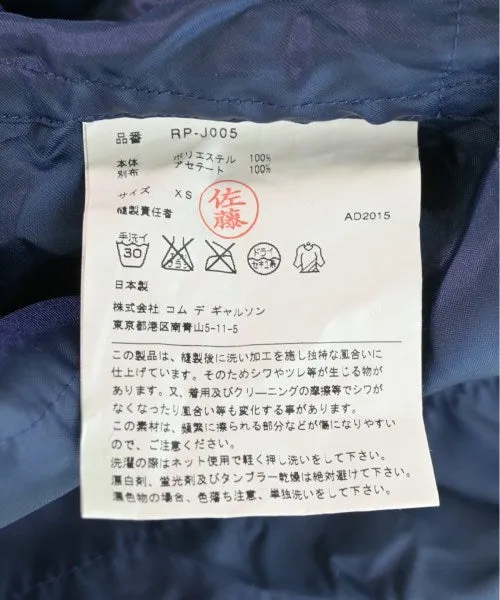 品番 RP-J005
本体 ポリエステル 100%
別布 アセテート 100%
サイズ XS
佐藤
縫製責任者
AD2015
手洗イ
30
エンソサラシ
ドライ
セキユ系
日本製
株式会社 コム デ ギャルソン
東京都港区南青山5-11-5
この製品は、縫製後に洗い加工を施し独特な風合いに
仕上げています。そのためシワやツレ等が生じる物が
あります。又、着用及びクリーニングの摩擦等でシワが
なくなったり風合い等も変化する事があります。
この素材は、頻繁に擦られる部分などが傷になりやすい
ので、ご注意ください。
洗濯の際はネット使用で軽く押し洗いをして下さい。
漂白剤、蛍光剤及びタンブラー乾燥は絶対避けて下さい。
濃色物の場合、色落ち注意、単独洗いをして下さい。